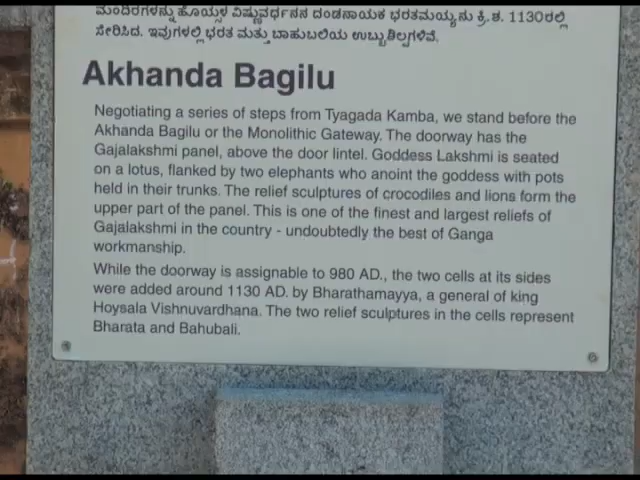 ಮಂದಿರಗಳನ್ನು ಹೊಯ್ಸಳ ವಿಷ್ಣುವರ್ಧನನ ದಂಡನಾಯಕ ಭರತಮಯ್ಯನು ಕ್ರಿ.ಶ. 1130ರಲ್ಲಿ
ಸೇರಿಸಿದ. ಇವುಗಳಲ್ಲಿ ಭರತ ಮತ್ತು ಬಾಹುಬಲಿಯ ಉಬ್ಬುಶಿಲ್ಪಗಳಿವೆ.
Akhanda Bagilu
Negotiating a series of steps from Tyagada Kamba, we stand before the
Akhanda Bagilu or the Monolithic Gateway. The doorway has the
Gajalakshmi panel, above the door lintel. Goddess Lakshmi is seated
on a lotus, flanked by two elephants who anoint the goddess with pots
held in their trunks. The relief sculptures of crocodiles and lions form the
upper part of the panel. This is one of the finest and largest reliefs of
Gajalakshmi in the country - undoubtedly the best of Ganga
workmanship.
While the doorway is assignable to 980 AD., the two cells at its sides
were added around 1130 AD. by Bharathamayya, a general of king
Hoysala Vishnuvardhana. The two relief sculptures in the cells represent
Bharata and Bahubali.